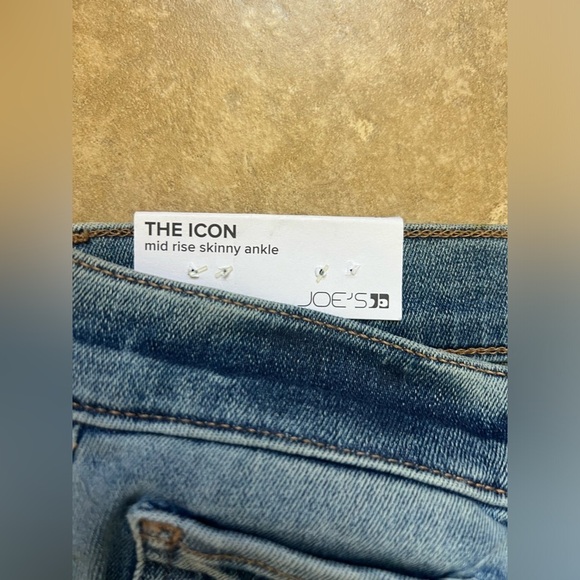 THE ICON
mid rise skinny ankle
JOE'S